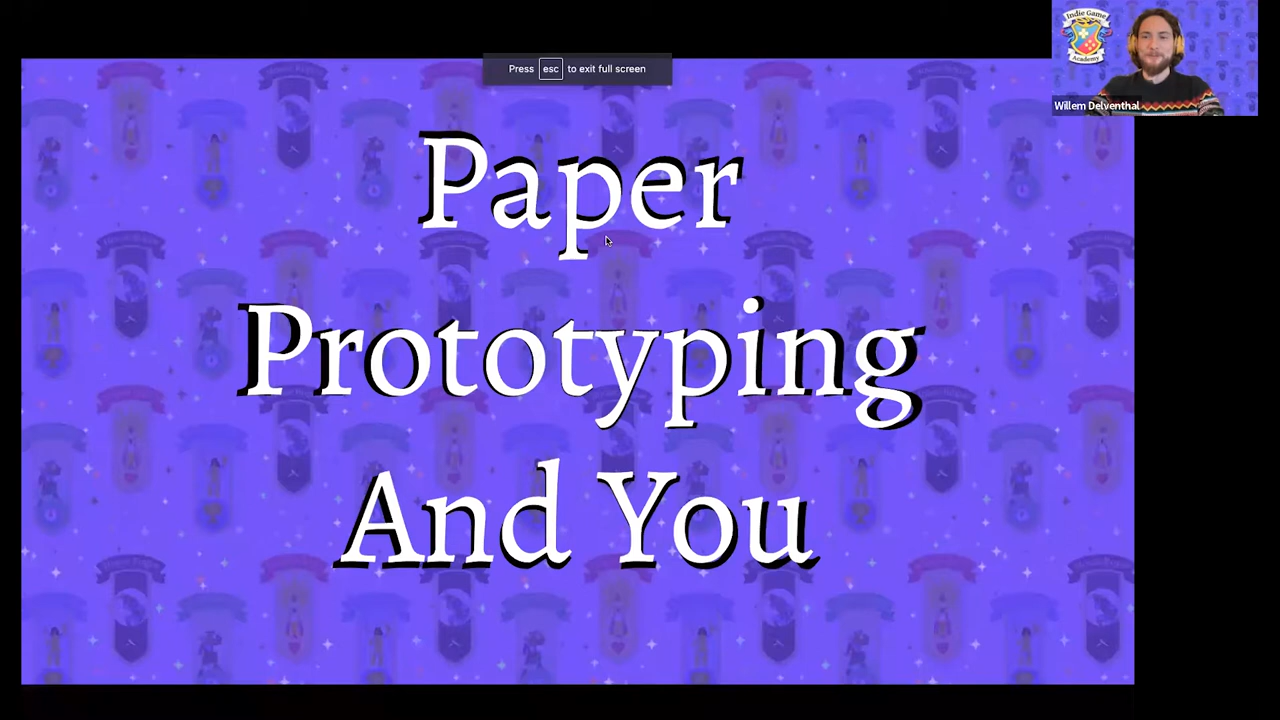 Press esc to exit full screen
Indie Game
Academy
Willem Delventhal
Paper
Prototyping
And You